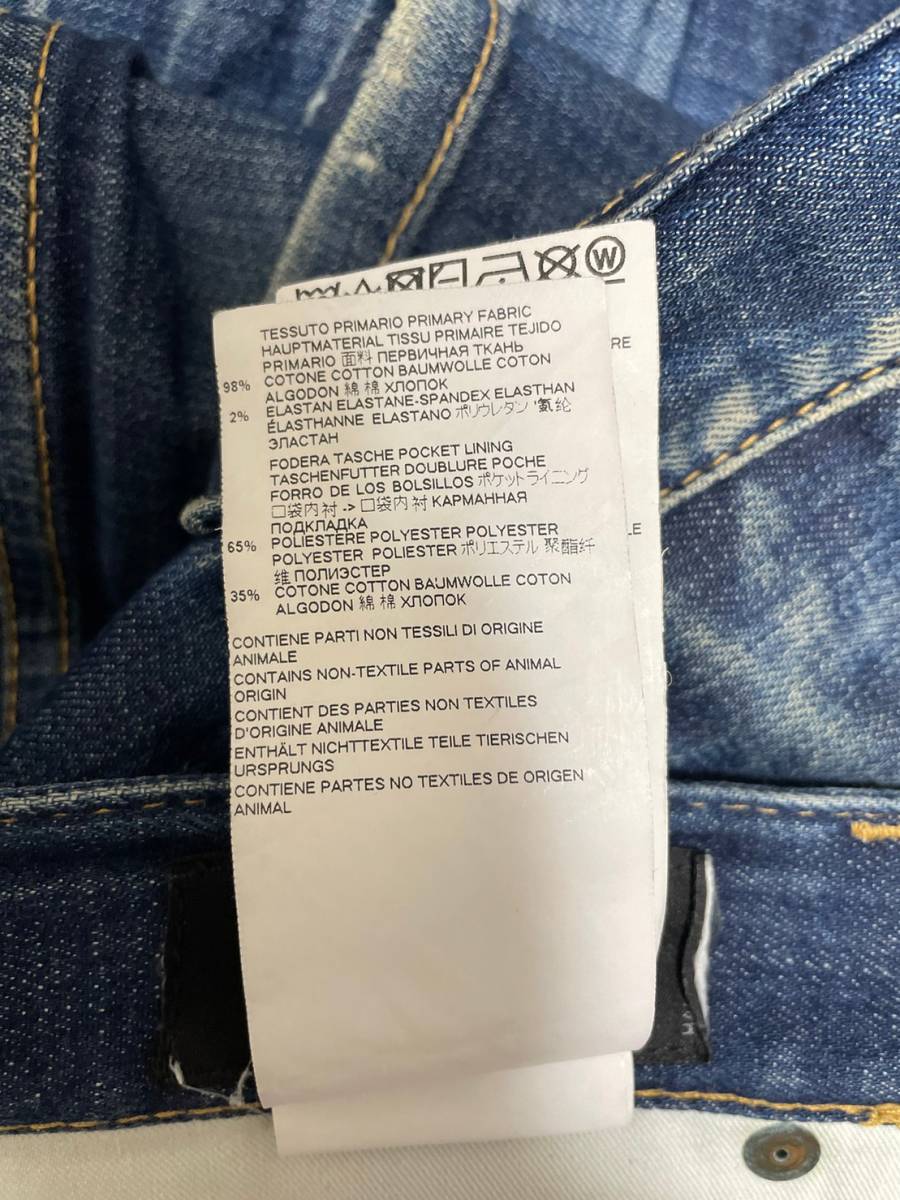 W
TESSUTO PRIMARIO PRIMARY FABRIC
HAUPTMATERIAL TISSU PRIMAIRE TEJIDO
PRIMARIO 面料 ПЕРВИЧНАЯ ТКАНЬ
98% COTONE COTTON BAUMWOLLE COTON
ALGODON 綿 棉 ХЛОПОК
2% ELASTAN ELASTANE-SPANDEX ELASTHAN
ÉLASTHANNE ELASTANO ポリウレタン '氨纶
ЭЛАСТАН
FODERA TASCHE POCKET LINING
TASCHENFUTTER DOUBLURE POCHE
FORRO DE LOS BOLSILLOS ポケットライニング
口袋内衬 -> 口袋内 衬 КАРМАННАЯ
ПОДКЛАДКА
65% POLIESTERE POLYESTER POLYESTER
POLYESTER POLIESTER ポリエステル 聚酯纤
维 ПОЛИЭСТЕР
35% COTONE COTTON BAUMWOLLE COTON
ALGODON 綿 棉 ХЛОПОК
CONTIENE PARTI NON TESSILI DI ORIGINE
ANIMALE
CONTAINS NON-TEXTILE PARTS OF ANIMAL
ORIGIN
CONTIENT DES PARTIES NON TEXTILES
D'ORIGINE ANIMALE
ENTHÄLT NICHTTEXTILE TEILE TIERISCHEN
URSPRUNGS
CONTIENE PARTES NO TEXTILES DE ORIGEN
ANIMAL